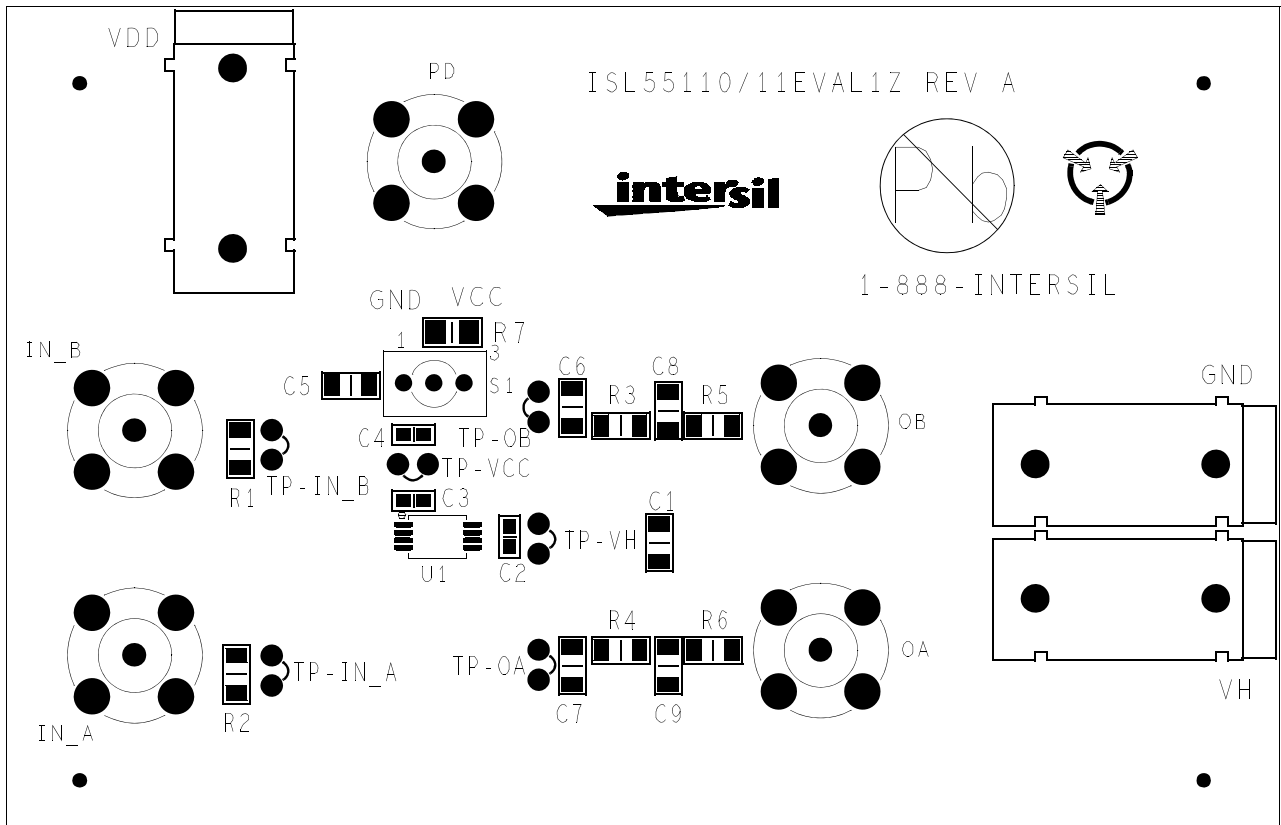 VDD
PD
ISL55110/11EVAL1Z REV A
Pb
intersil
1-888-INTERSIL
GND
VCC
1
R7
3
IN_B
C5
S1
C6
C8
R3
R5
GND
OB
C4
TP-OB
TP-VCC
R1
TP-IN_B
C3
C1
TP-VH
U1
C2
R4
R6
OA
TP-IN_A
TP-OA
VH
R2
C7
C9
IN_A